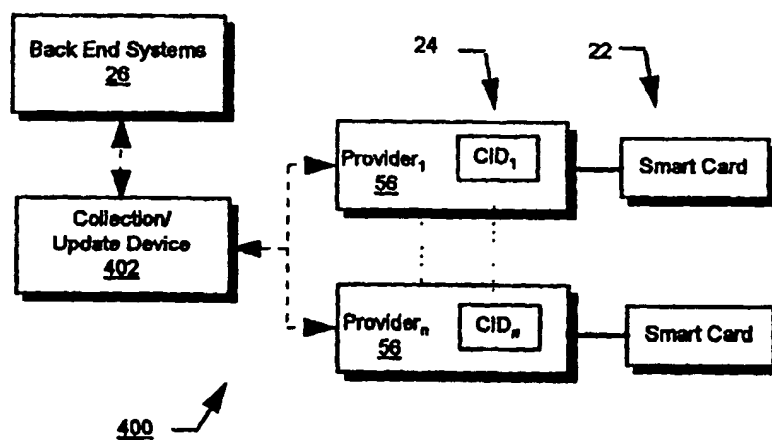 Back End Systems
26
24
22
Provider1
56
CID1
Smart Card
Collection/
Update Device
402
Providern
56
CIDn
Smart Card
400